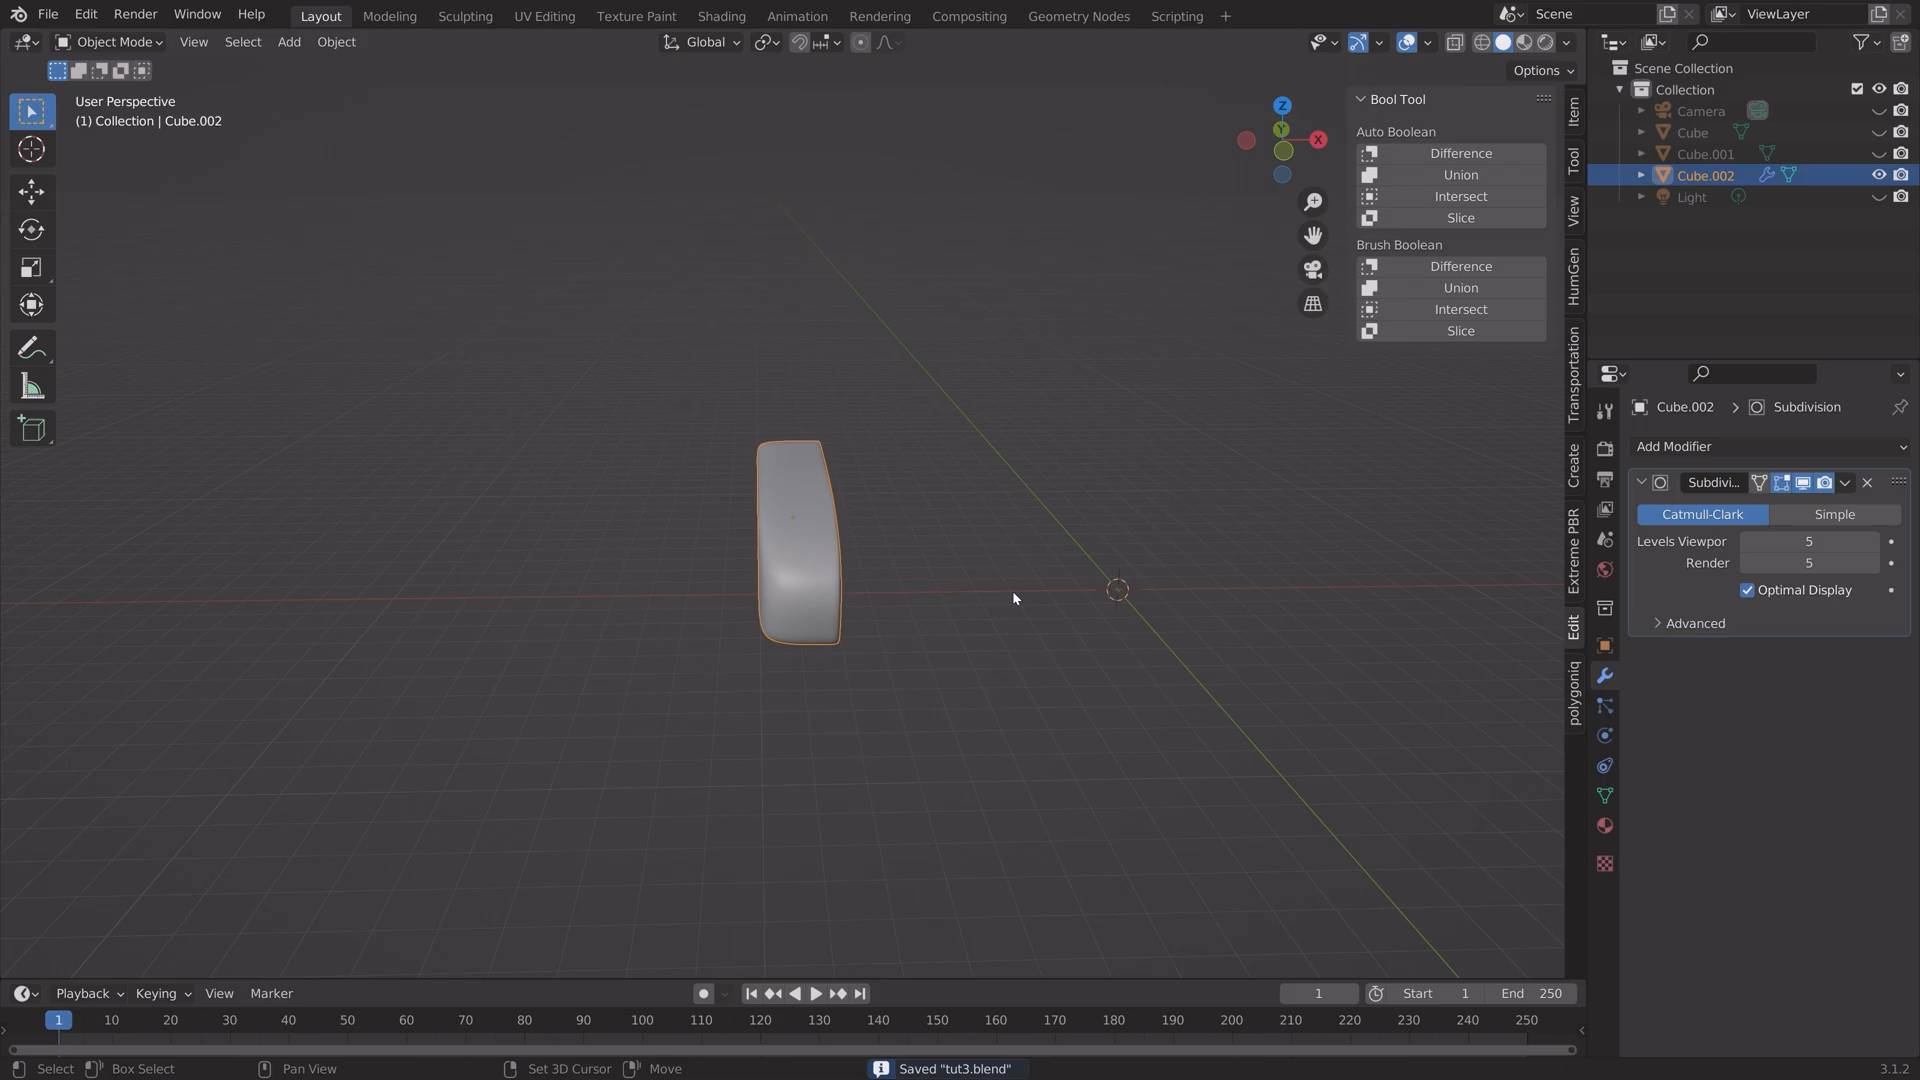 File Edit Render Window Help Layout Modeling Sculpting UV Editing Texture Paint Shading Animation Rendering Compositing Geometry Nodes Scripting + Scene ViewLayer
Object Mode View Select Add Object Global
Options
User Perspective
(1) Collection | Cube.002
Z
Y
X
Bool Tool
Auto Boolean
Difference
Union
Intersect
Slice
Brush Boolean
Difference
Union
Intersect
Slice
Item
Tool
View
HumGen
Transportation
Create
Extreme PBR
Edit
polygoniq
Scene Collection
Collection
Camera
Cube
Cube.001
Cube.002
Light
Cube.002 > Subdivision
Add Modifier
Subdivi...
Catmull-Clark Simple
Levels Viewpor 5
Render 5
Optimal Display
Advanced
Playback Keying View Marker 1 Start 1 End 250
1 10 20 30 40 50 60 70 80 90 100 110 120 130 140 150 160 170 180 190 200 210 220 230 240 250
Select Box Select Pan View Set 3D Cursor Move Saved "tut3.blend" 3.1.2